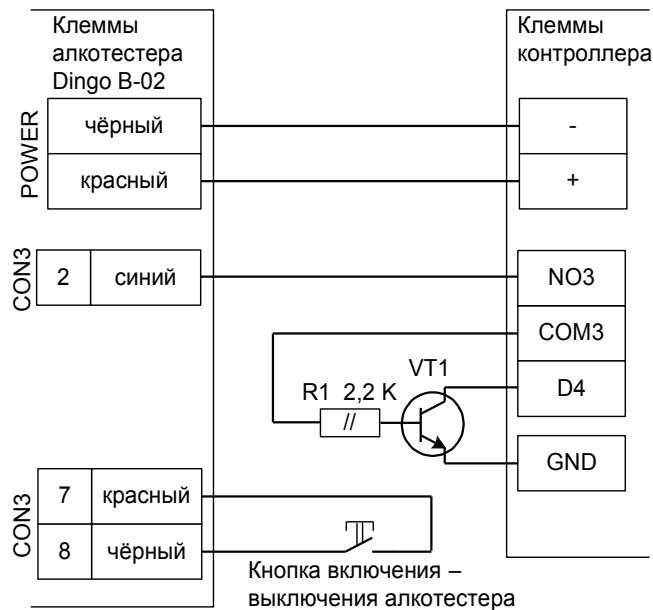 Клеммы
алкотестера
Dingo B-02
Клеммы
контроллера
POWER
чёрный
-
красный
+
CON3
2
синий
NO3
COM3
VT1
R1 2,2 K
//
D4
GND
CON3
7
красный
8
чёрный
Кнопка включения –
выключения алкотестера